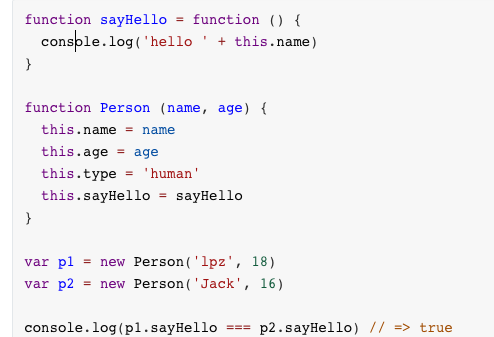 function sayHello = function () {
  console.log('hello ' + this.name)
}

function Person (name, age) {
  this.name = name
  this.age = age
  this.type = 'human'
  this.sayHello = sayHello
}

var p1 = new Person('lpz', 18)
var p2 = new Person('Jack', 16)

console.log(p1.sayHello === p2.sayHello) // => true